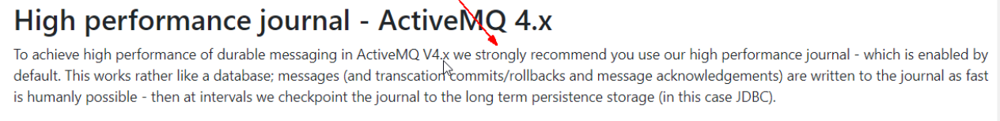 High performance journal - ActiveMQ 4.x
To achieve high performance of durable messaging in ActiveMQ V4.x we strongly recommend you use our high performance journal - which is enabled by
default. This works rather like a database; messages (and transcation commits/rollbacks and message acknowledgements) are written to the journal as fast
is humanly possible - then at intervals we checkpoint the journal to the long term persistence storage (in this case JDBC).